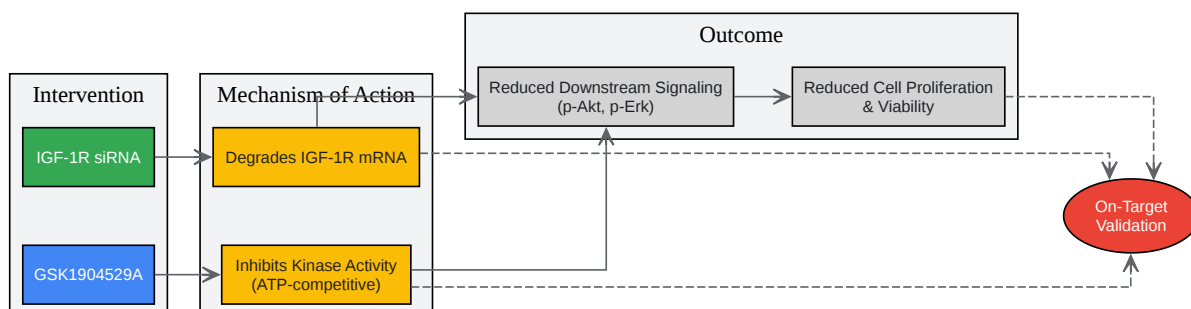 Outcome
Intervention
Mechanism of Action
Reduced Downstream Signaling
(p-Akt, p-Erk)
Reduced Cell Proliferation
& Viability
IGF-1R siRNA
Degrades IGF-1R mRNA
On-Target
Validation
GSK1904529A
Inhibits Kinase Activity
(ATP-competitive)